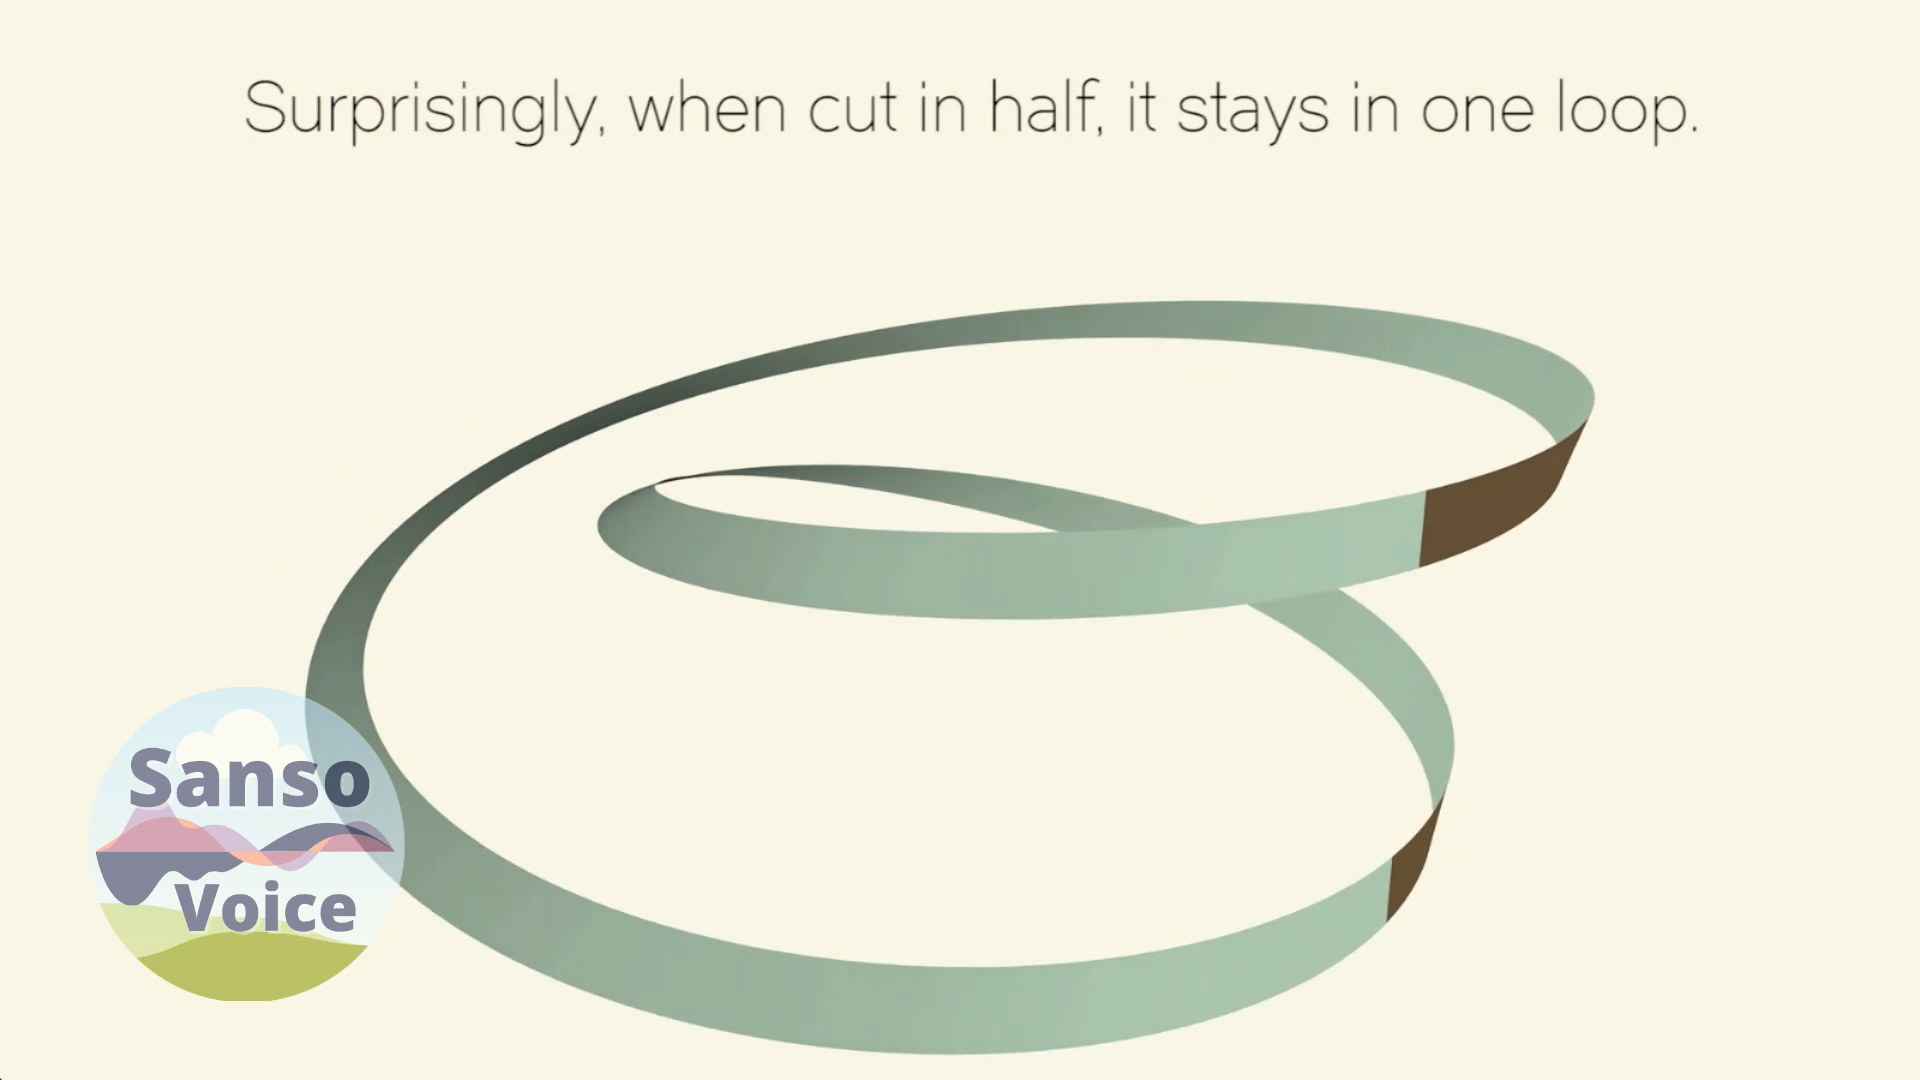 Surprisingly, when cut in half, it stays in one loop.
Sanso
Voice